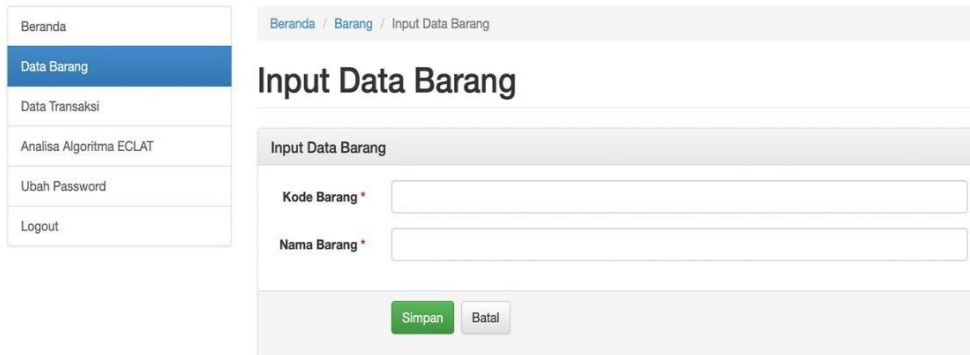 Beranda
Data Barang
Data Transaksi
Analisa Algoritma ECLAT
Ubah Password
Logout
Beranda / Barang / Input Data Barang
Input Data Barang
Input Data Barang
Kode Barang *
Nama Barang *
Simpan Batal